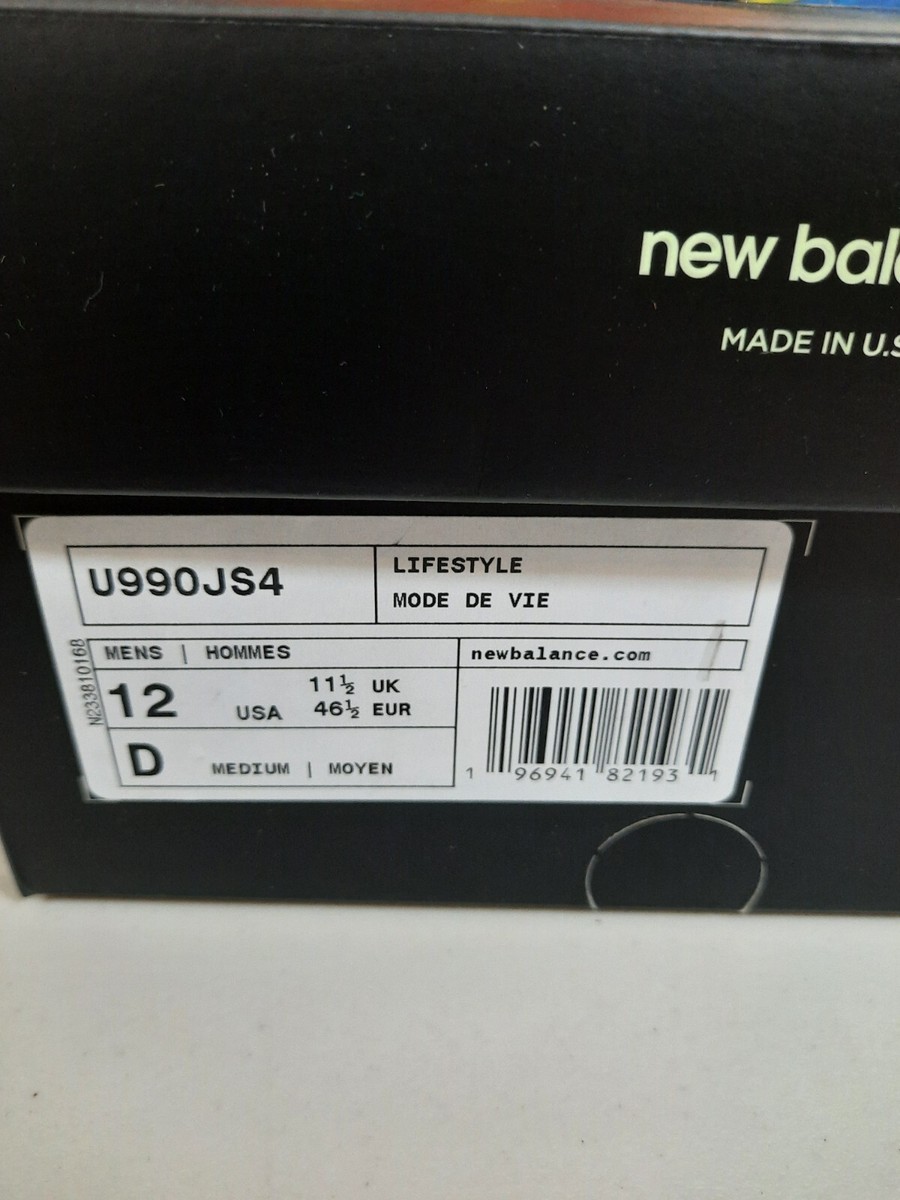 new bal
MADE IN U.S
U990JS4
LIFESTYLE
MODE DE VIE
MENS | HOMMES
newbalance.com
N233810168
12 USA
11½ UK
46½ EUR
D MEDIUM | MOYEN
1 96941 82193 1